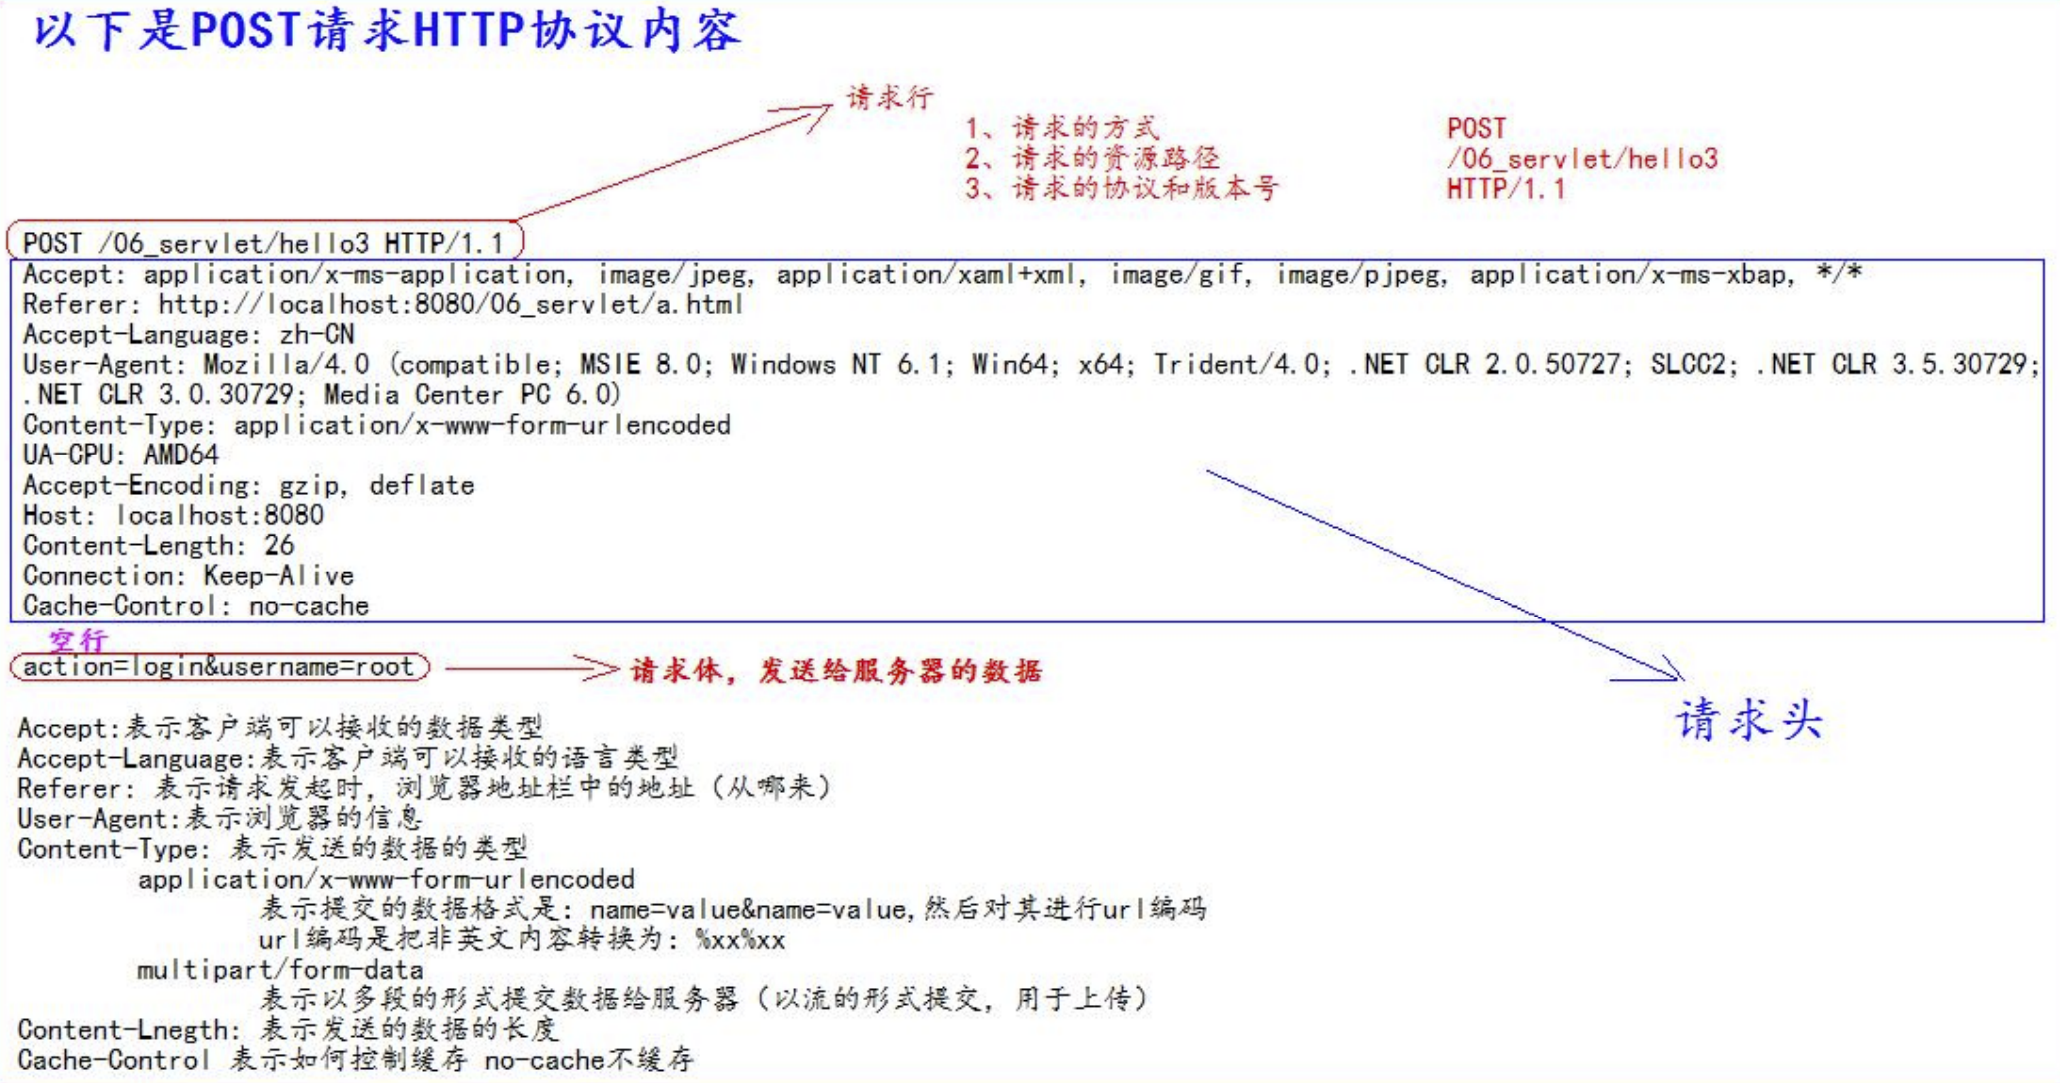 以下是POST请求HTTP协议内容
请求行
1、请求的方式 POST
2、请求的资源路径 /06_servlet/hello3
3、请求的协议和版本号 HTTP/1.1
POST /06_servlet/hello3 HTTP/1.1
Accept: application/x-ms-application, image/jpeg, application/xaml+xml, image/gif, image/pjpeg, application/x-ms-xbap, */*
Referer: http://localhost:8080/06_servlet/a.html
Accept-Language: zh-CN
User-Agent: Mozilla/4.0 (compatible; MSIE 8.0; Windows NT 6.1; Win64; x64; Trident/4.0; .NET CLR 2.0.50727; SLCC2; .NET CLR 3.5.30729;
.NET CLR 3.0.30729; Media Center PC 6.0)
Content-Type: application/x-www-form-urlencoded
UA-CPU: AMD64
Accept-Encoding: gzip, deflate
Host: localhost:8080
Content-Length: 26
Connection: Keep-Alive
Cache-Control: no-cache
空行
action=login&username=root
请求体，发送给服务器的数据
请求头
Accept:表示客户端可以接收的数据类型
Accept-Language:表示客户端可以接收的语言类型
Referer: 表示请求发起时，浏览器地址栏中的地址（从哪来）
User-Agent:表示浏览器的信息
Content-Type: 表示发送的数据的类型
application/x-www-form-urlencoded
表示提交的数据格式是: name=value&name=value,然后对其进行url编码
url编码是把非英文内容转换为: %xx%xx
multipart/form-data
表示以多段的形式提交数据给服务器（以流的形式提交，用于上传）
Content-Lnegth: 表示发送的数据的长度
Cache-Control 表示如何控制缓存 no-cache不缓存